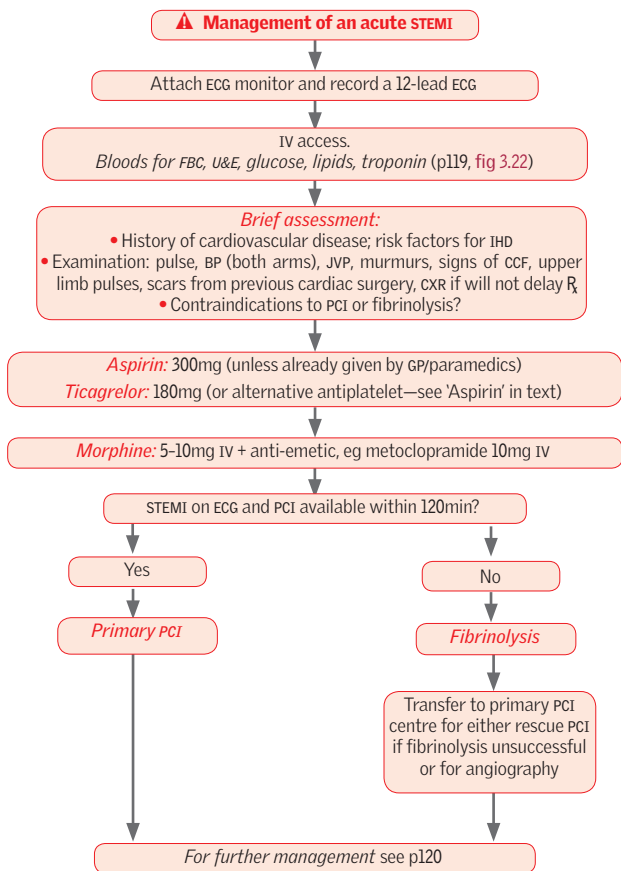 ⚠ Management of an acute STEMI
Attach ECG monitor and record a 12-lead ECG
IV access.
Bloods for FBC, U&E, glucose, lipids, troponin (p119, fig 3.22)
Brief assessment:
• History of cardiovascular disease; risk factors for IHD
• Examination: pulse, BP (both arms), JVP, murmurs, signs of CCF, upper
limb pulses, scars from previous cardiac surgery, CXR if will not delay ℞
• Contraindications to PCI or fibrinolysis?
Aspirin: 300mg (unless already given by GP/paramedics)
Ticagrelor: 180mg (or alternative antiplatelet—see ‘Aspirin’ in text)
Morphine: 5–10mg IV + anti-emetic, eg metoclopramide 10mg IV
STEMI on ECG and PCI available within 120min?
Yes
No
Primary PCI
Fibrinolysis
Transfer to primary PCI
centre for either rescue PCI
if fibrinolysis unsuccessful
or for angiography
For further management see p120